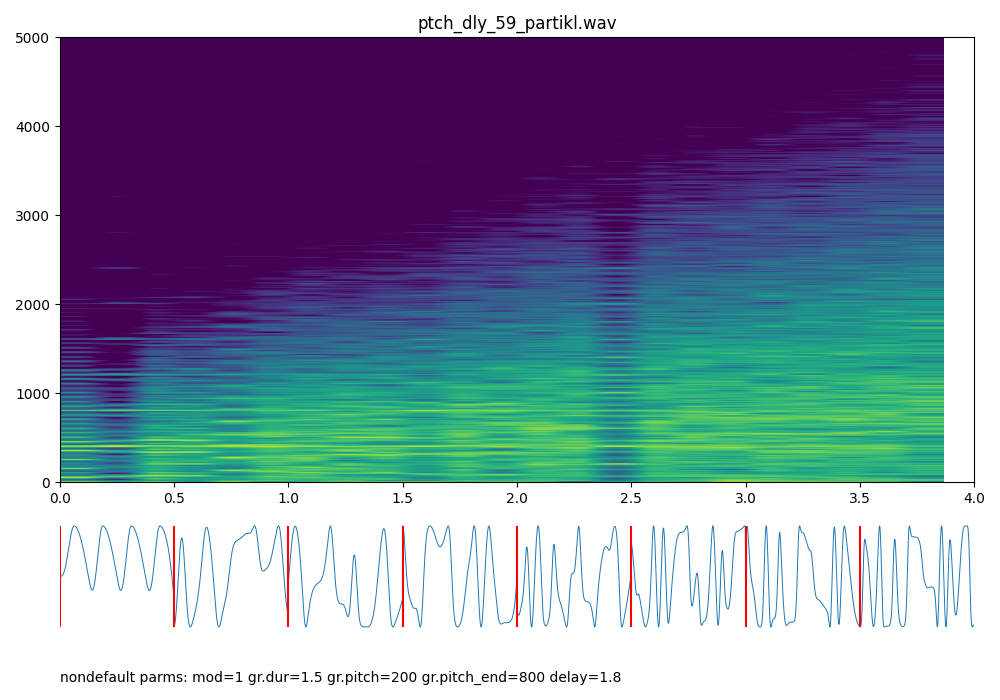 ptch_dly_59_partikl.wav
5000
4000
3000
2000
1000
0
0.0 0.5 1.0 1.5 2.0 2.5 3.0 3.5 4.0
nondefault parms: mod=1 gr.dur=1.5 gr.pitch=200 gr.pitch_end=800 delay=1.8